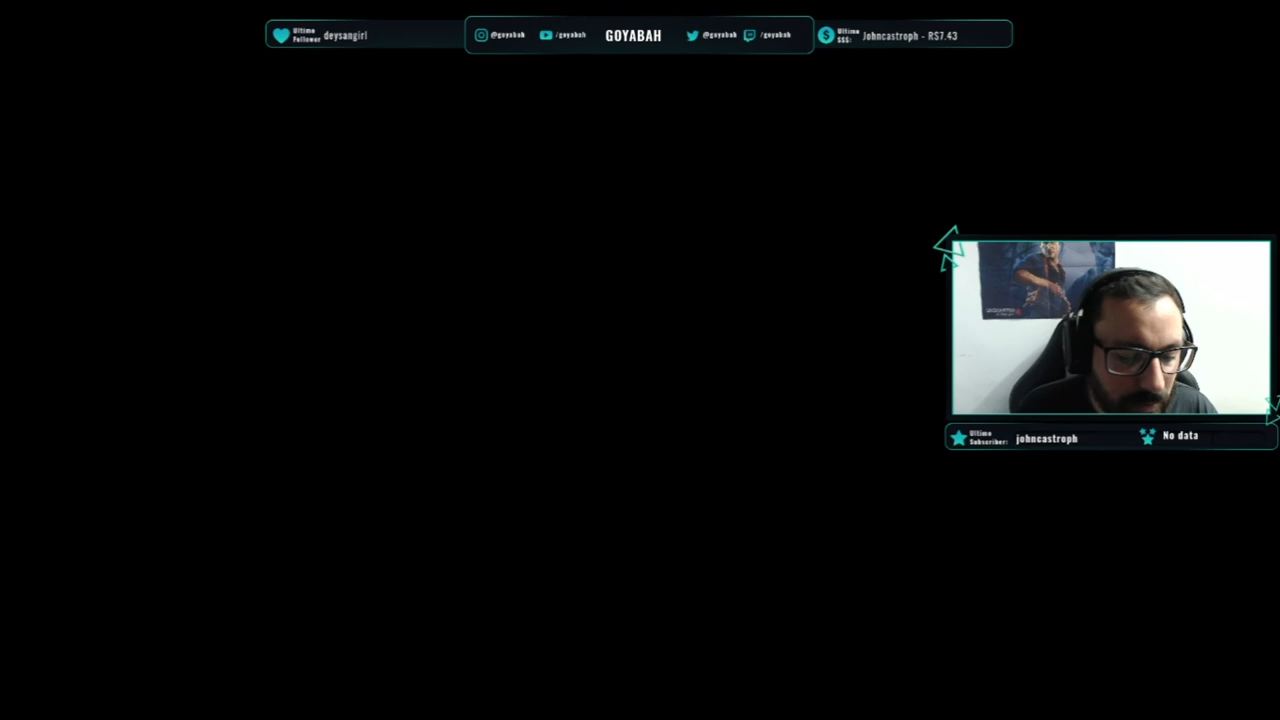 Ultimo
Follower deysangirl
@goyabah /goyabah GOYABAH @goyabah /goyabah
Ultimo
$$$: Johncastroph - R$7.43
Ultimo
Subscriber: johncastroph
No data